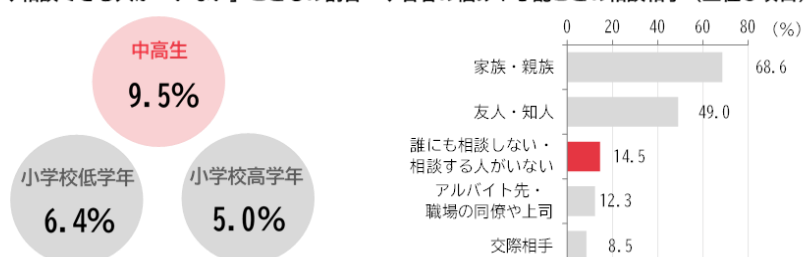 中高生
9.5%
小学校低学年
6.4%
小学校高学年
5.0%
0 20 40 60 80 (%)
家族・親族 68.6
友人・知人 49.0
誰にも相談しない・
相談する人がいない 14.5
アルバイト先・
職場の同僚や上司 12.3
交際相手 8.5